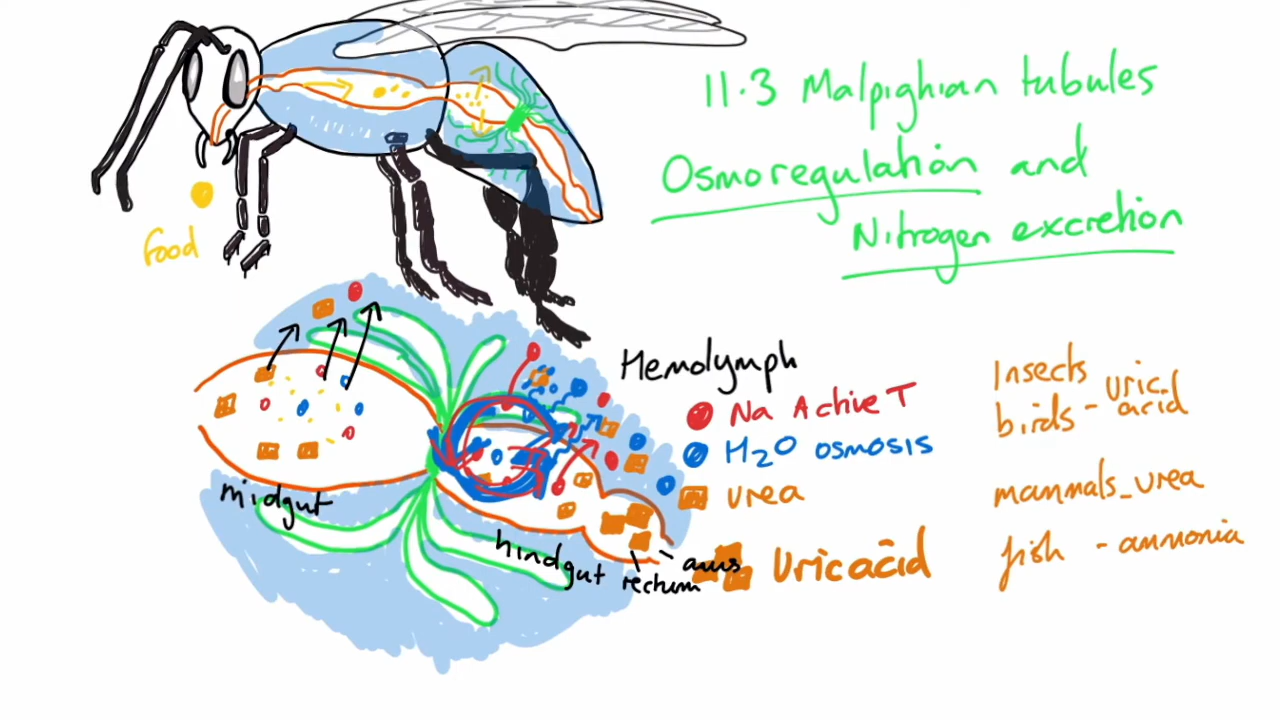 11.3 Malpighian tubules
Osmoregulation and
Nitrogen excretion
food
Hemolymph
Na Active T
H2O osmosis
urea
Uric acid
Insects
birds - uric acid
mammals - urea
fish - ammonia
midgut
hindgut
rectum
anus